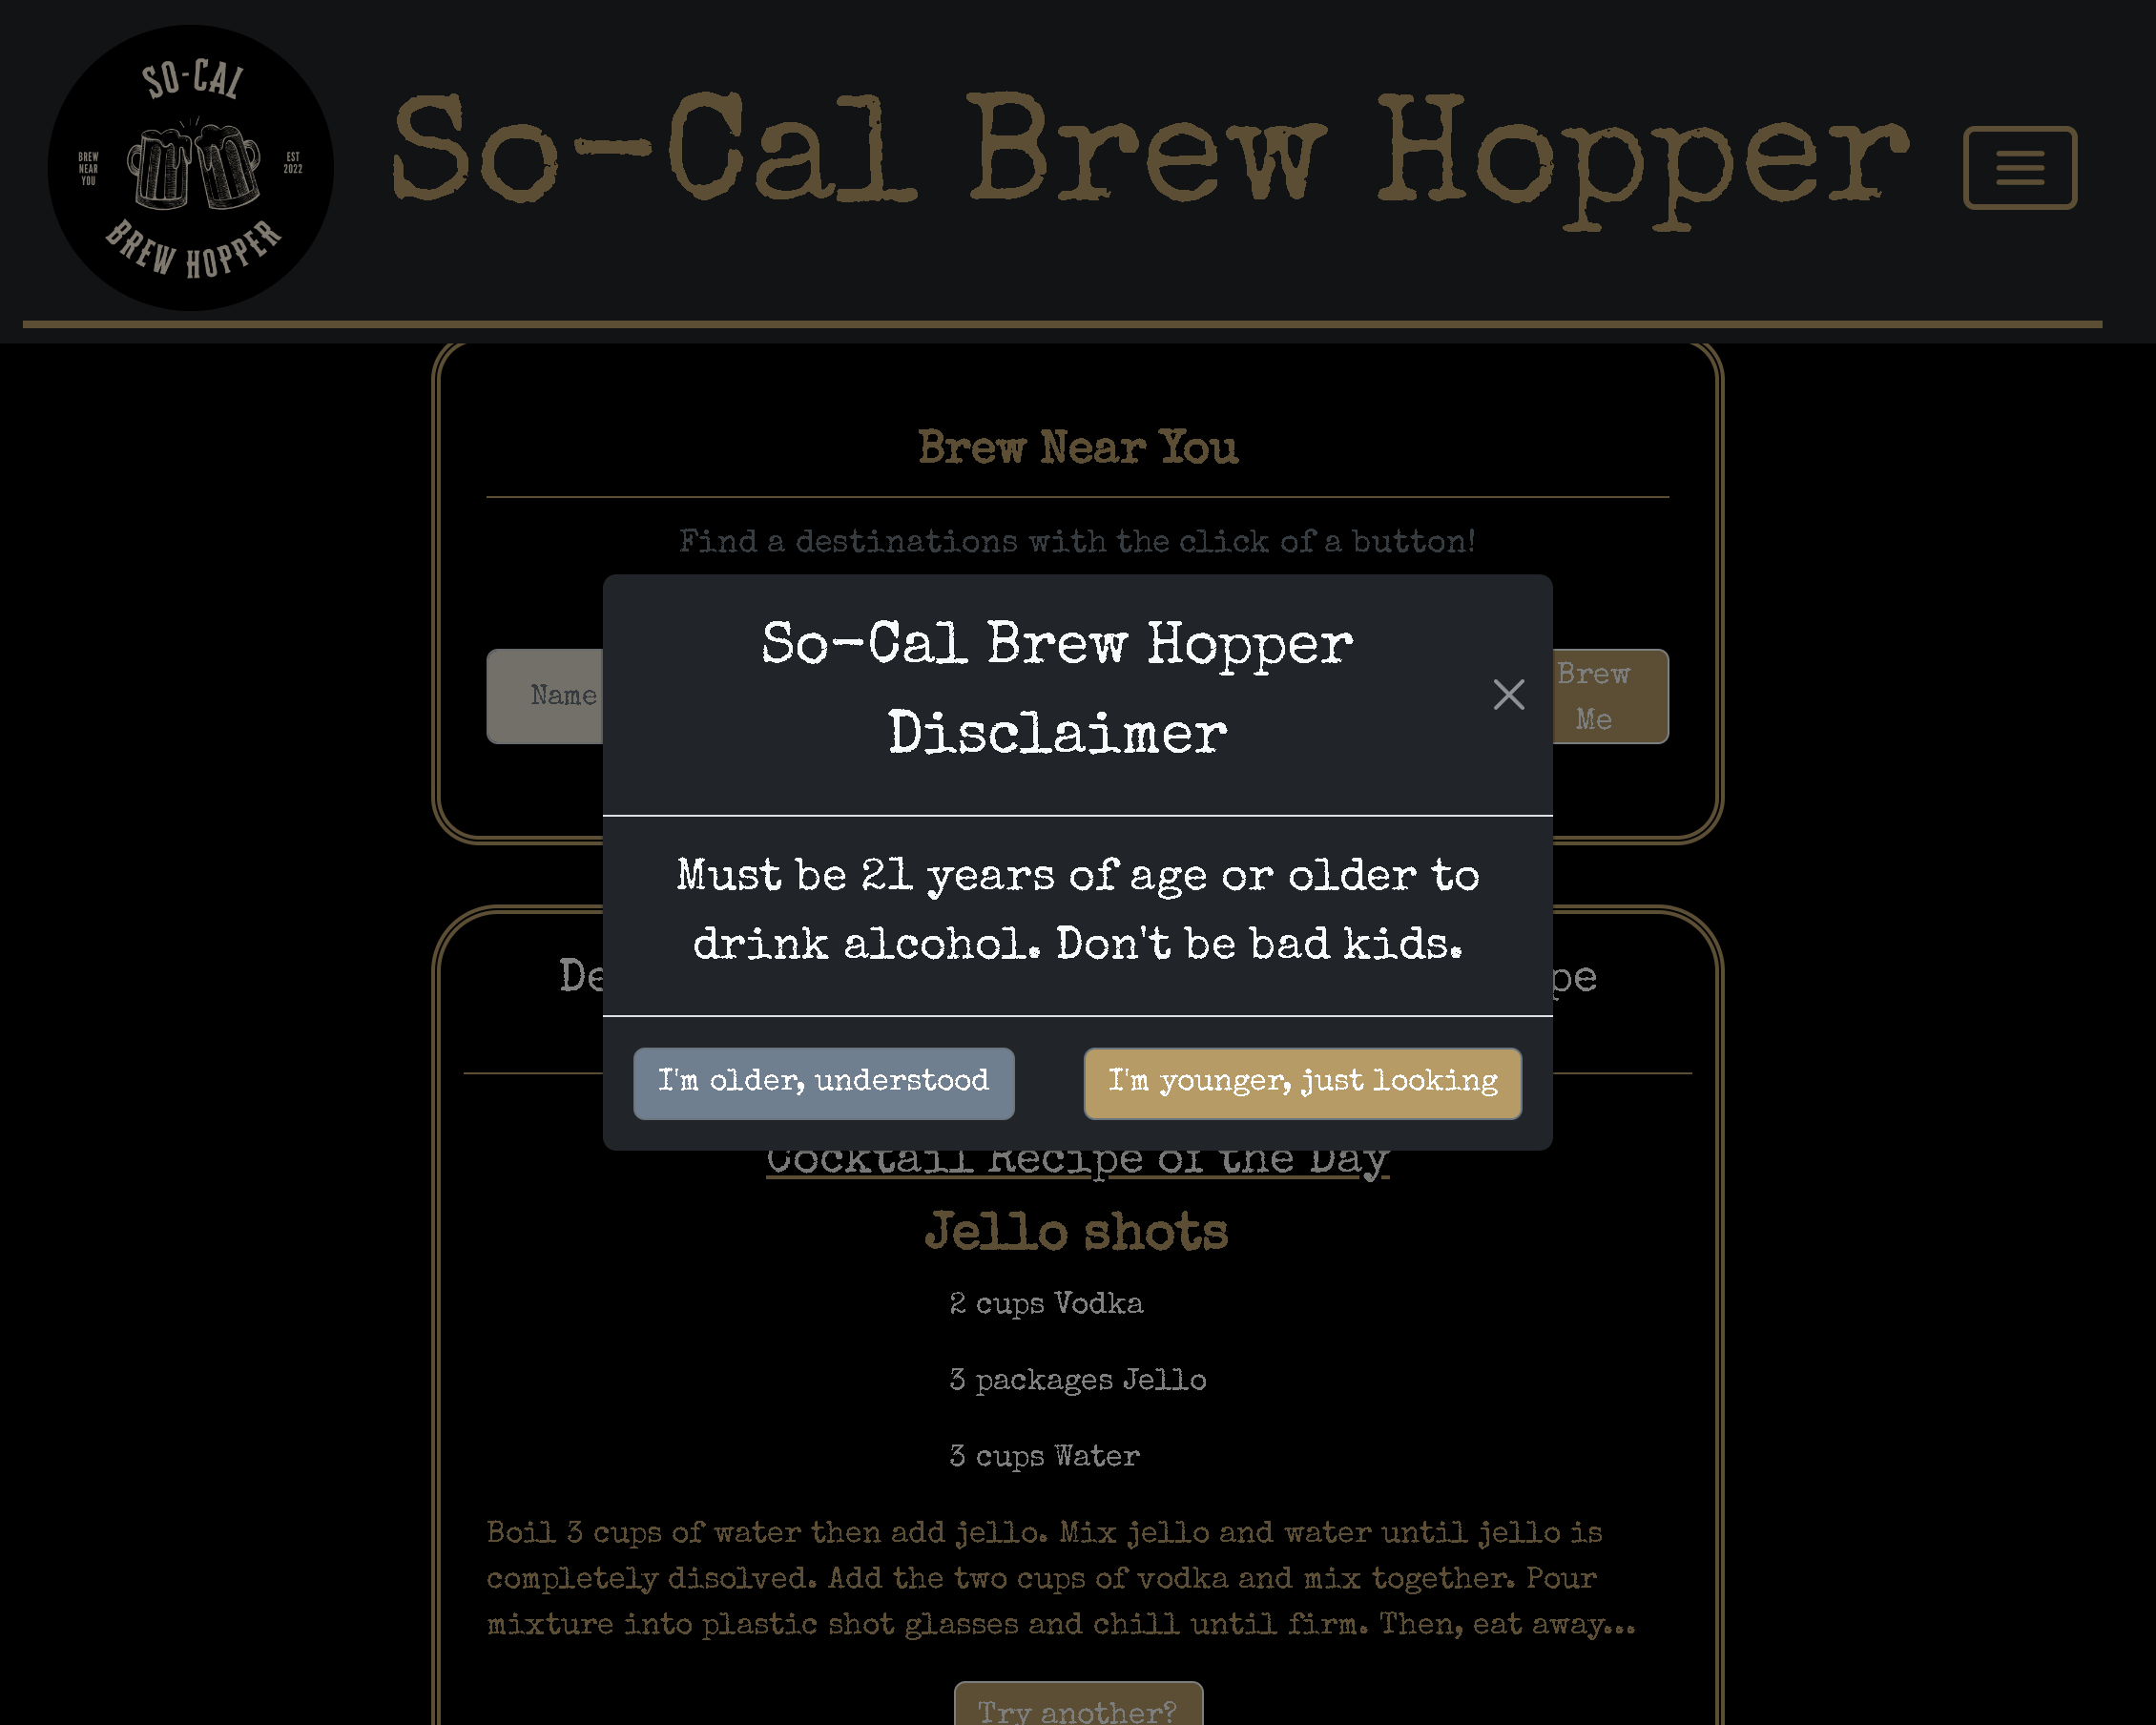 SO-CAL
BREW
NEAR
YOU
EST
2022
BREW HOPPER
So-Cal Brew Hopper
Brew Near You
Find a destinations with the click of a button!
So-Cal Brew Hopper
Disclaimer
Name
Brew
Me
Must be 21 years of age or older to
drink alcohol. Don't be bad kids.
I'm older, understood
I'm younger, just looking
Cocktail Recipe of the Day
Jello shots
2 cups Vodka
3 packages Jello
3 cups Water
Boil 3 cups of water then add jello. Mix jello and water until jello is
completely disolved. Add the two cups of vodka and mix together. Pour
mixture into plastic shot glasses and chill until firm. Then, eat away...
Try another?